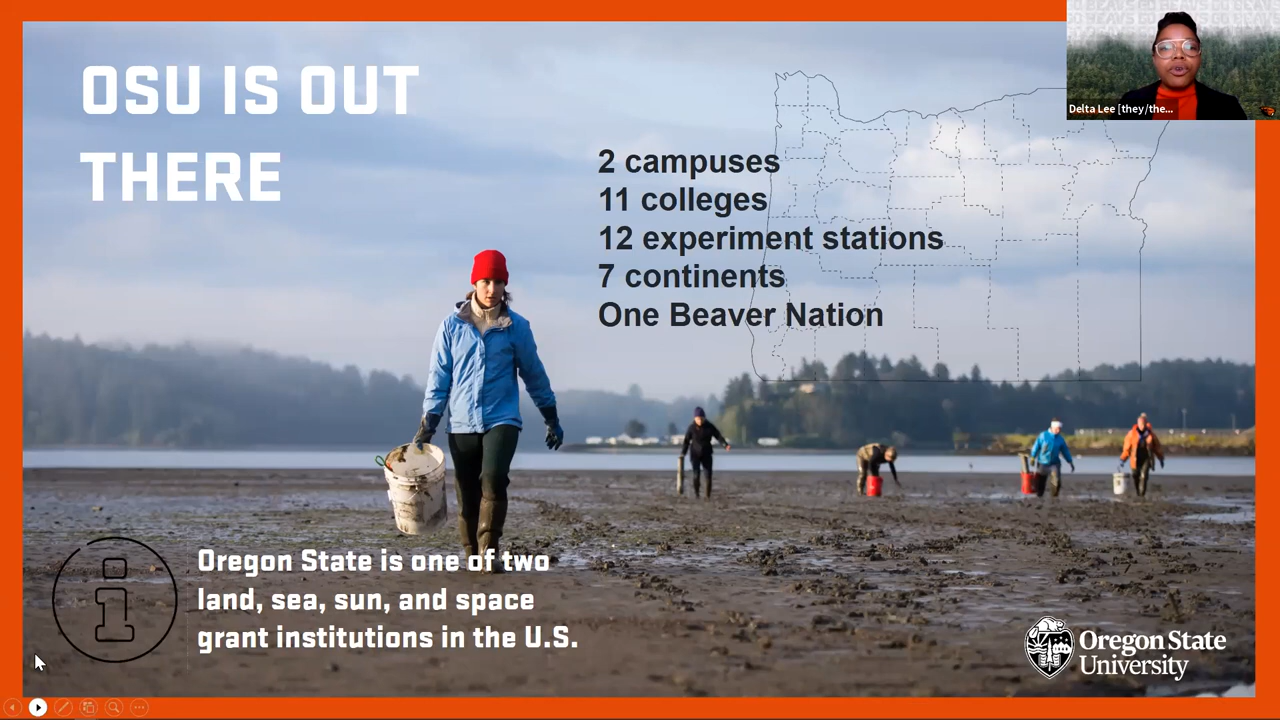 OSU IS OUT
THERE
2 campuses
11 colleges
12 experiment stations
7 continents
One Beaver Nation
Delta Lee [they/the...
Oregon State is one of two
land, sea, sun, and space
grant institutions in the U.S.
Oregon State
University